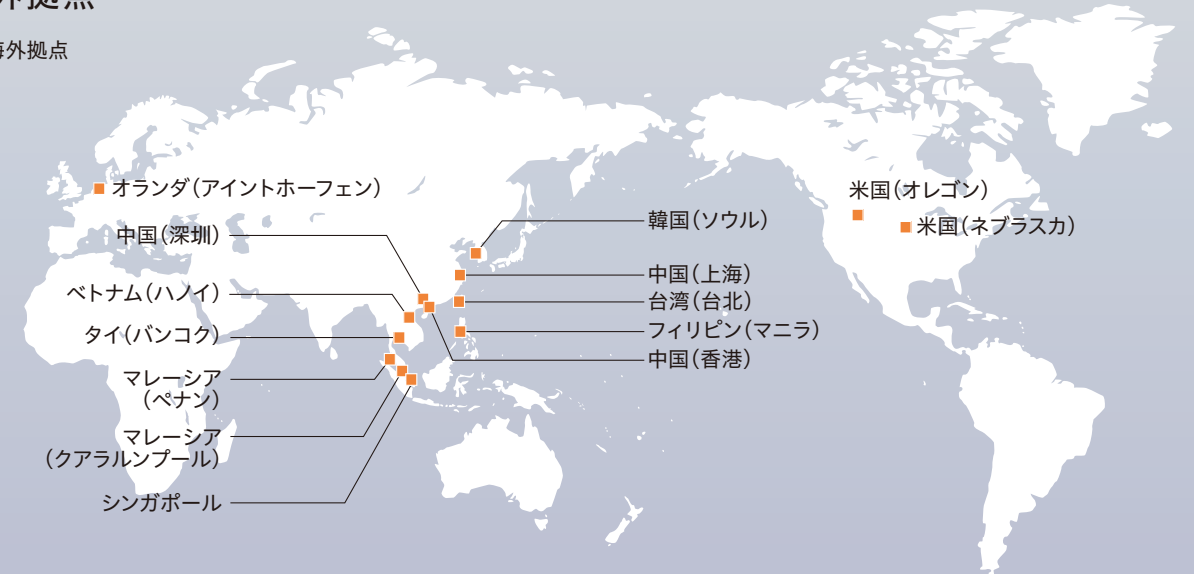 外拠点
海外拠点
オランダ(アイントホーフェン)
中国(深圳)
ベトナム(ハノイ)
タイ(バンコク)
マレーシア
(ペナン)
マレーシア
(クアラルンプール)
シンガポール
韓国(ソウル)
中国(上海)
台湾(台北)
フィリピン(マニラ)
中国(香港)
米国(オレゴン)
米国(ネブラスカ)